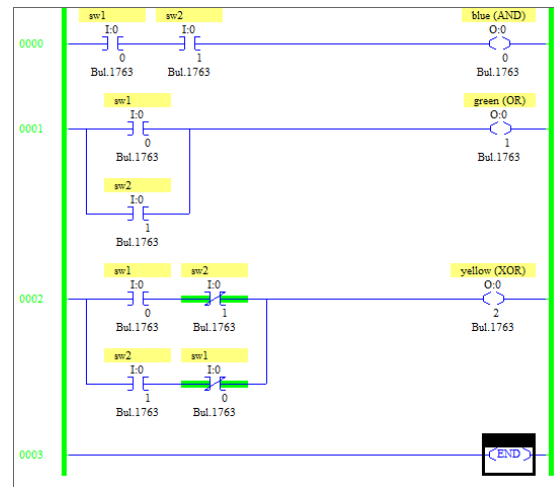 sw1 sw2 blue (AND)
I:0 I:0 O:0
0000
0 1 0
Bul.1763 Bul.1763 Bul.1763
sw1 green (OR)
I:0 O:0
0001
0 1
Bul.1763 Bul.1763
sw2
I:0
1
Bul.1763
sw1 sw2 yellow (XOR)
I:0 I:0 O:0
0002
0 1 2
Bul.1763 Bul.1763 Bul.1763
sw2 sw1
I:0 I:0
1 0
Bul.1763 Bul.1763
0003 END